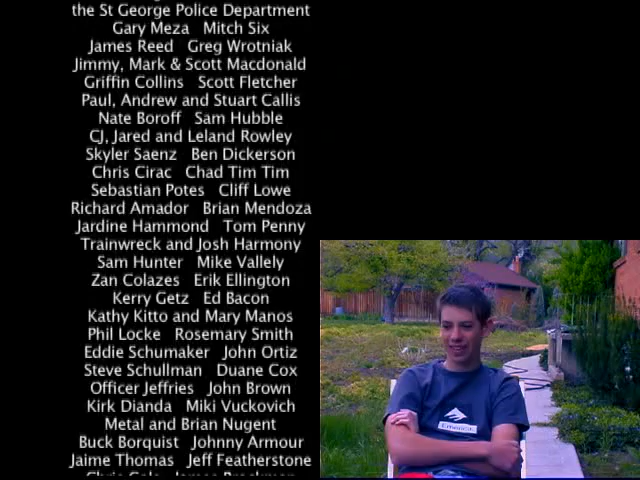 the St George Police Department
Gary Meza Mitch Six
James Reed Greg Wrotniak
Jimmy, Mark & Scott Macdonald
Griffin Collins Scott Fletcher
Paul, Andrew and Stuart Callis
Nate Boroff Sam Hubble
CJ, Jared and Leland Rowley
Skyler Saenz Ben Dickerson
Chris Cirac Chad Tim Tim
Sebastian Potes Cliff Lowe
Richard Amador Brian Mendoza
Jardine Hammond Tom Penny
Trainwreck and Josh Harmony
Sam Hunter Mike Vallely
Zan Colazes Erik Ellington
Kerry Getz Ed Bacon
Kathy Kitto and Mary Manos
Phil Locke Rosemary Smith
Eddie Schumaker John Ortiz
Steve Schullman Duane Cox
Officer Jeffries John Brown
Kirk Dianda Miki Vuckovich
Metal and Brian Nugent
Buck Borquist Johnny Armour
Jaime Thomas Jeff Featherstone
Emerica